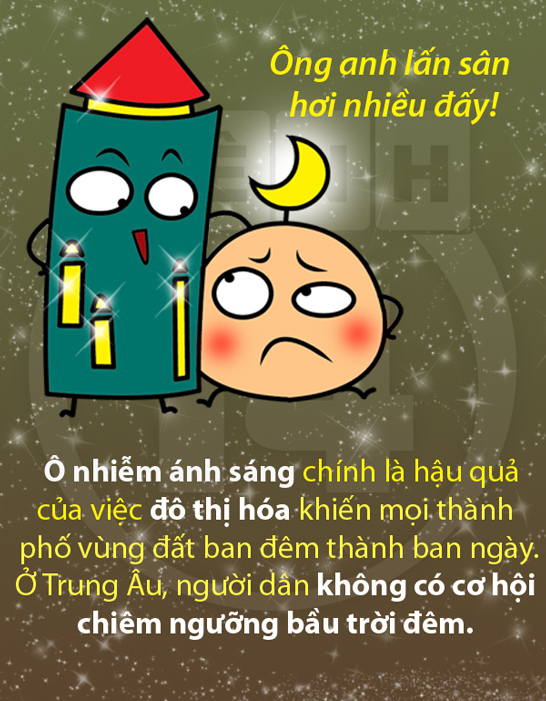 Ông anh lấn sân
hơi nhiều đấy!
KÊNH
14
Ô nhiễm ánh sáng chính là hậu quả
của việc đô thị hóa khiến mọi thành
phố vùng đất ban đêm thành ban ngày.
Ở Trung Âu, người dân không có cơ hội
chiêm ngưỡng bầu trời đêm.